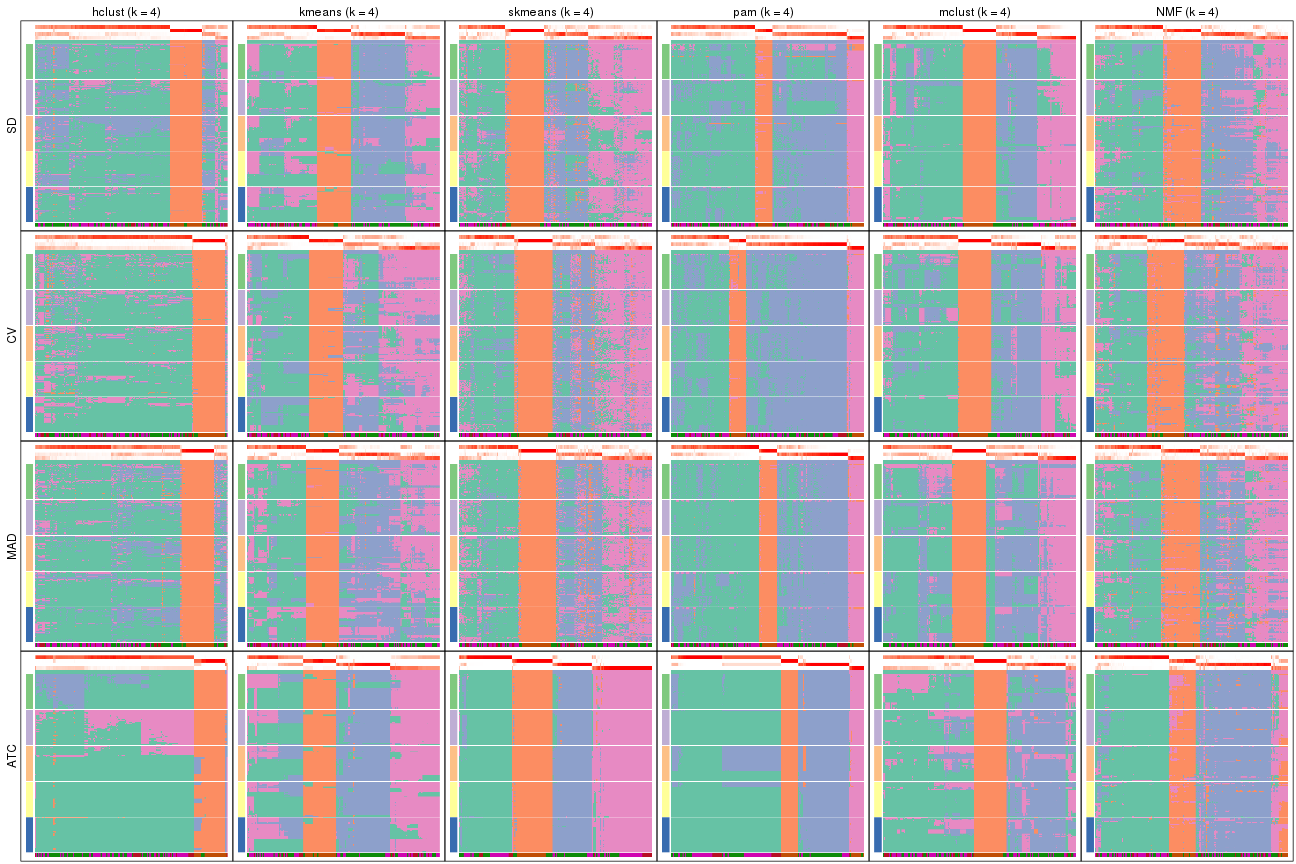 hclust (k = 4) kmeans (k = 4) skmeans (k = 4) pam (k = 4) mclust (k = 4) NMF (k = 4)
SD
CV
MAD
ATC